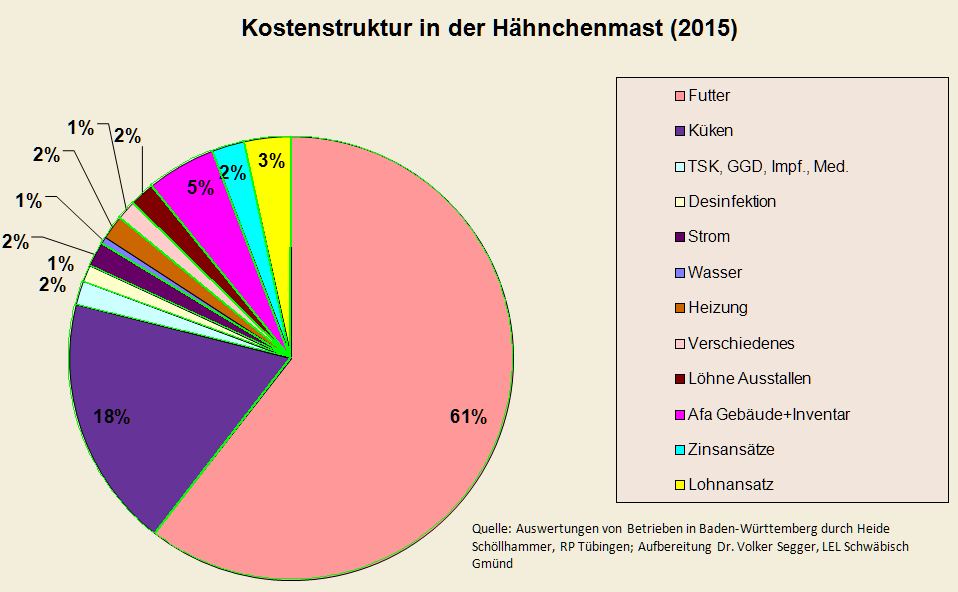 Kostenstruktur in der Hähnchenmast (2015)
1%
2%
2%
1%
2%
1%
2%
18%
5%
2%
3%
61%
Futter
Küken
TSK, GGD, Impf., Med.
Desinfektion
Strom
Wasser
Heizung
Verschiedenes
Löhne Ausstallen
Afa Gebäude+Inventar
Zinsansätze
Lohnansatz
Quelle: Auswertungen von Betrieben in Baden-Württemberg durch Heide
Schöllhammer, RP Tübingen; Aufbereitung Dr. Volker Segger, LEL Schwäbisch
Gmünd